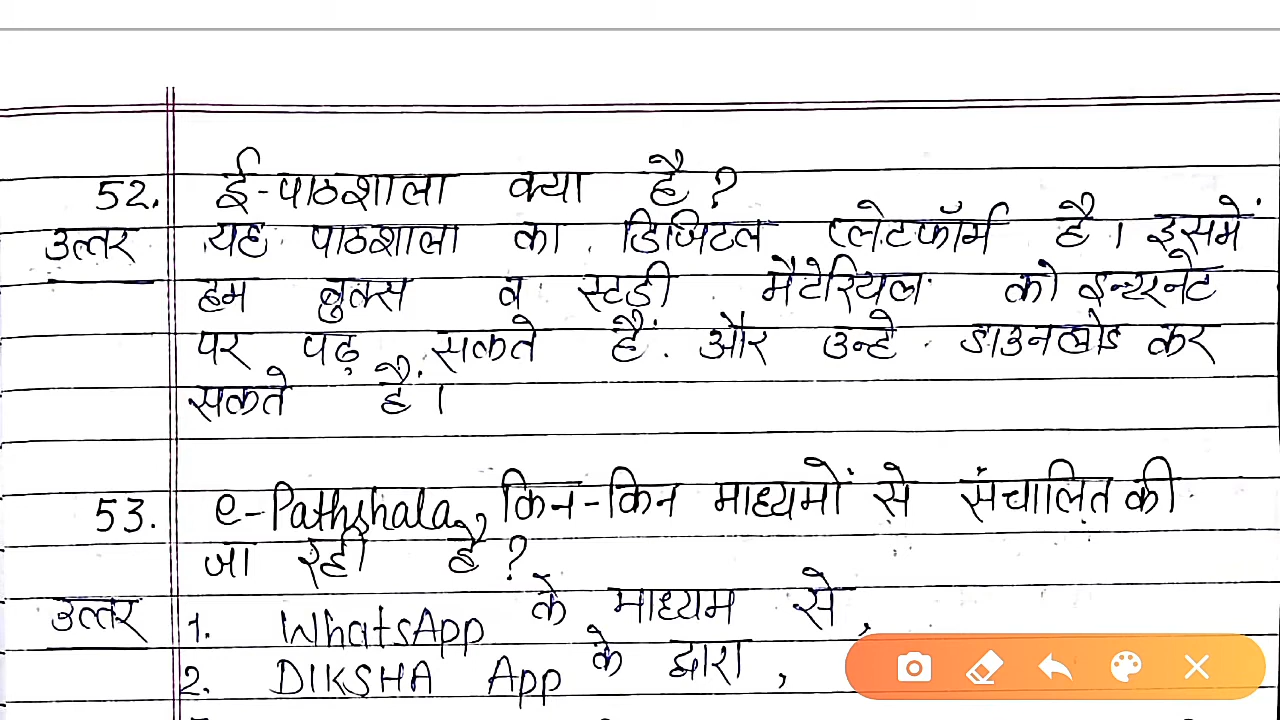 52. ई-पाठशाला क्या है ?
उत्तर यह पाठशाला का डिजिटल प्लेटफॉर्म है। इसमें
हम बुक्स व स्टडी मैटेरियल को इन्टरनेट
पर पढ़ सकते हैं और उन्हे डाउनलोड कर
सकते हैं।
53. e-Pathshala, किन-किन माध्यमों से संचालित की
जा रही है ?
उत्तर 1. WhatsApp के माध्यम से,
2. DIKSHA App के द्वारा,